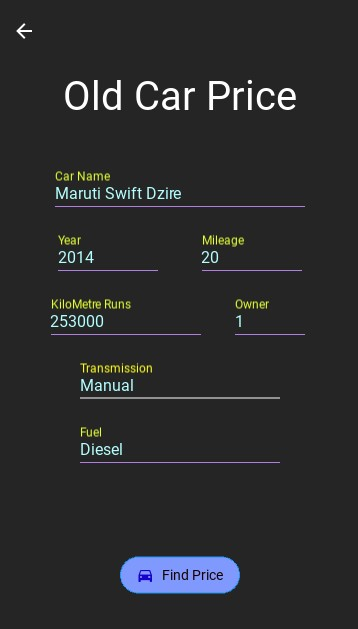 Old Car Price
Car Name
Maruti Swift Dzire
Year Mileage
2014 20
KiloMetre Runs Owner
253000 1
Transmission
Manual
Fuel
Diesel
Find Price